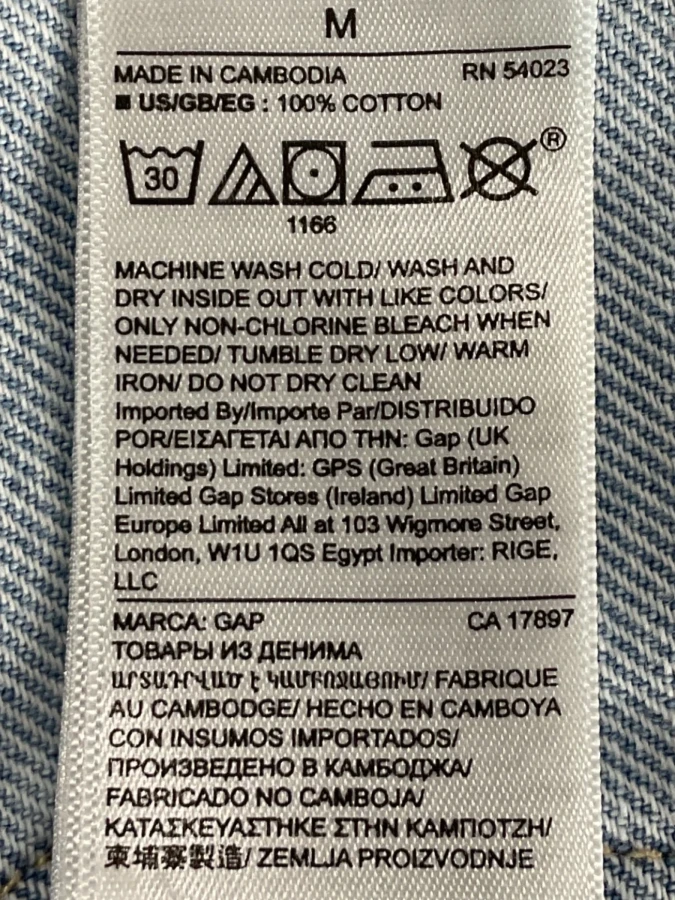 M
MADE IN CAMBODIA RN 54023
US/GB/EG : 100% COTTON
30 ®
1166
MACHINE WASH COLD/ WASH AND
DRY INSIDE OUT WITH LIKE COLORS/
ONLY NON-CHLORINE BLEACH WHEN
NEEDED/ TUMBLE DRY LOW/ WARM
IRON/ DO NOT DRY CLEAN
Imported By/Importe Par/DISTRIBUIDO
POR/ΕΙΣΑΓΕΤΑΙ ΑΠΟ ΤΗΝ: Gap (UK
Holdings) Limited: GPS (Great Britain)
Limited Gap Stores (Ireland) Limited Gap
Europe Limited All at 103 Wigmore Street,
London, W1U 1QS Egypt Importer: RIGE,
LLC
MARCA: GAP CA 17897
ТОВАРЫ ИЗ ДЕНИМА
ԱՐՏԱԴՐՎԱԾ Է ԿԱՄԲՈՋԱՅՈՒՄ/ FABRIQUE
AU CAMBODGE/ HECHO EN CAMBOYA
CON INSUMOS IMPORTADOS/
ПРОИЗВЕДЕНО В КАМБОДЖА/
FABRICADO NO CAMBOJA/
ΚΑΤΑΣΚΕΥΑΣΤΗΚΕ ΣΤΗΝ ΚΑΜΠΟΤΖΗ/
柬埔寨製造/ ZEMLJA PROIZVODNJE